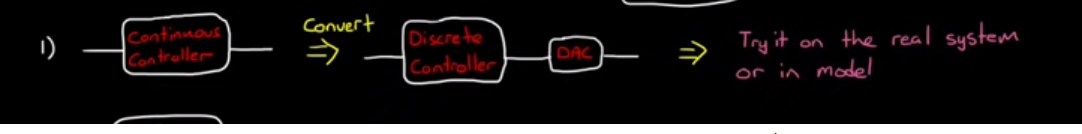 1)
Continuous
Controller
Convert
⇒
Discrete
Controller
DAC
⇒
Try it on the real system
or in model